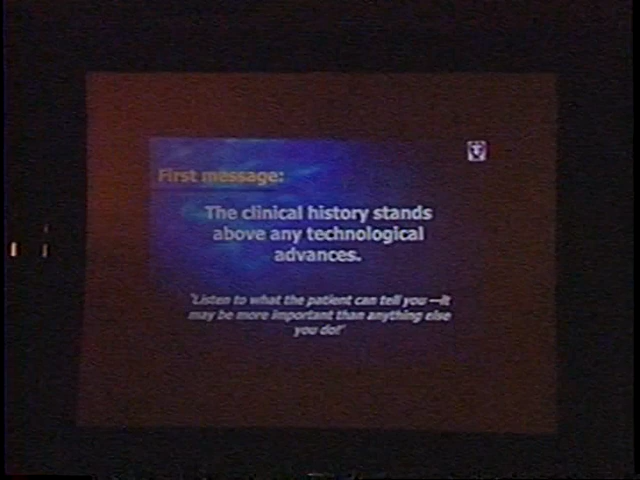 First message:
The clinical history stands
above any technological
advances.
'Listen to what the patient can tell you —it
may be more important than anything else
you do!'